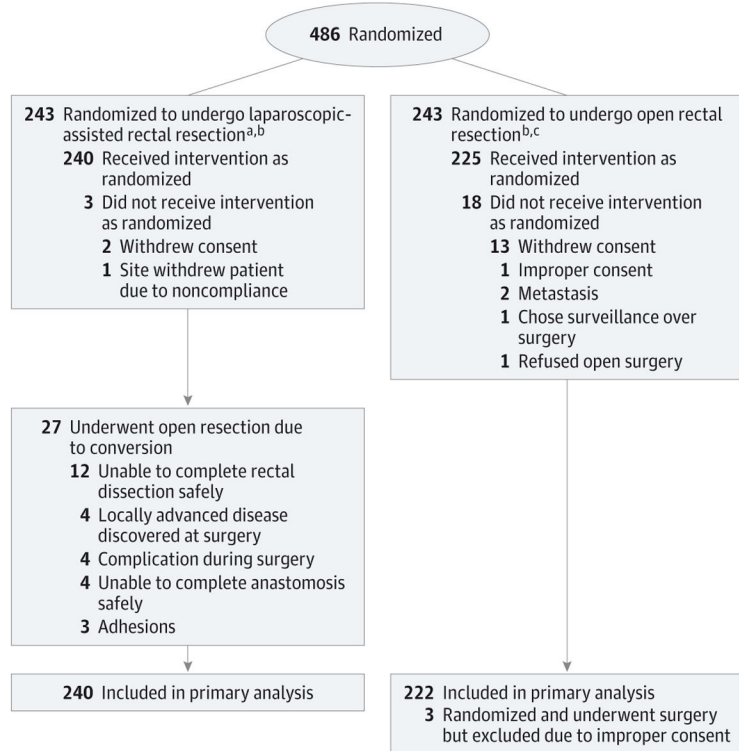 486 Randomized
243 Randomized to undergo laparoscopic-
assisted rectal resectiona,b
240 Received intervention as
randomized
3 Did not receive intervention
as randomized
2 Withdrew consent
1 Site withdrew patient
due to noncompliance
243 Randomized to undergo open rectal
resectionb,c
225 Received intervention as
randomized
18 Did not receive intervention
as randomized
13 Withdrew consent
1 Improper consent
2 Metastasis
1 Chose surveillance over
surgery
1 Refused open surgery
27 Underwent open resection due
to conversion
12 Unable to complete rectal
dissection safely
4 Locally advanced disease
discovered at surgery
4 Complication during surgery
4 Unable to complete anastomosis
safely
3 Adhesions
240 Included in primary analysis
222 Included in primary analysis
3 Randomized and underwent surgery
but excluded due to improper consent